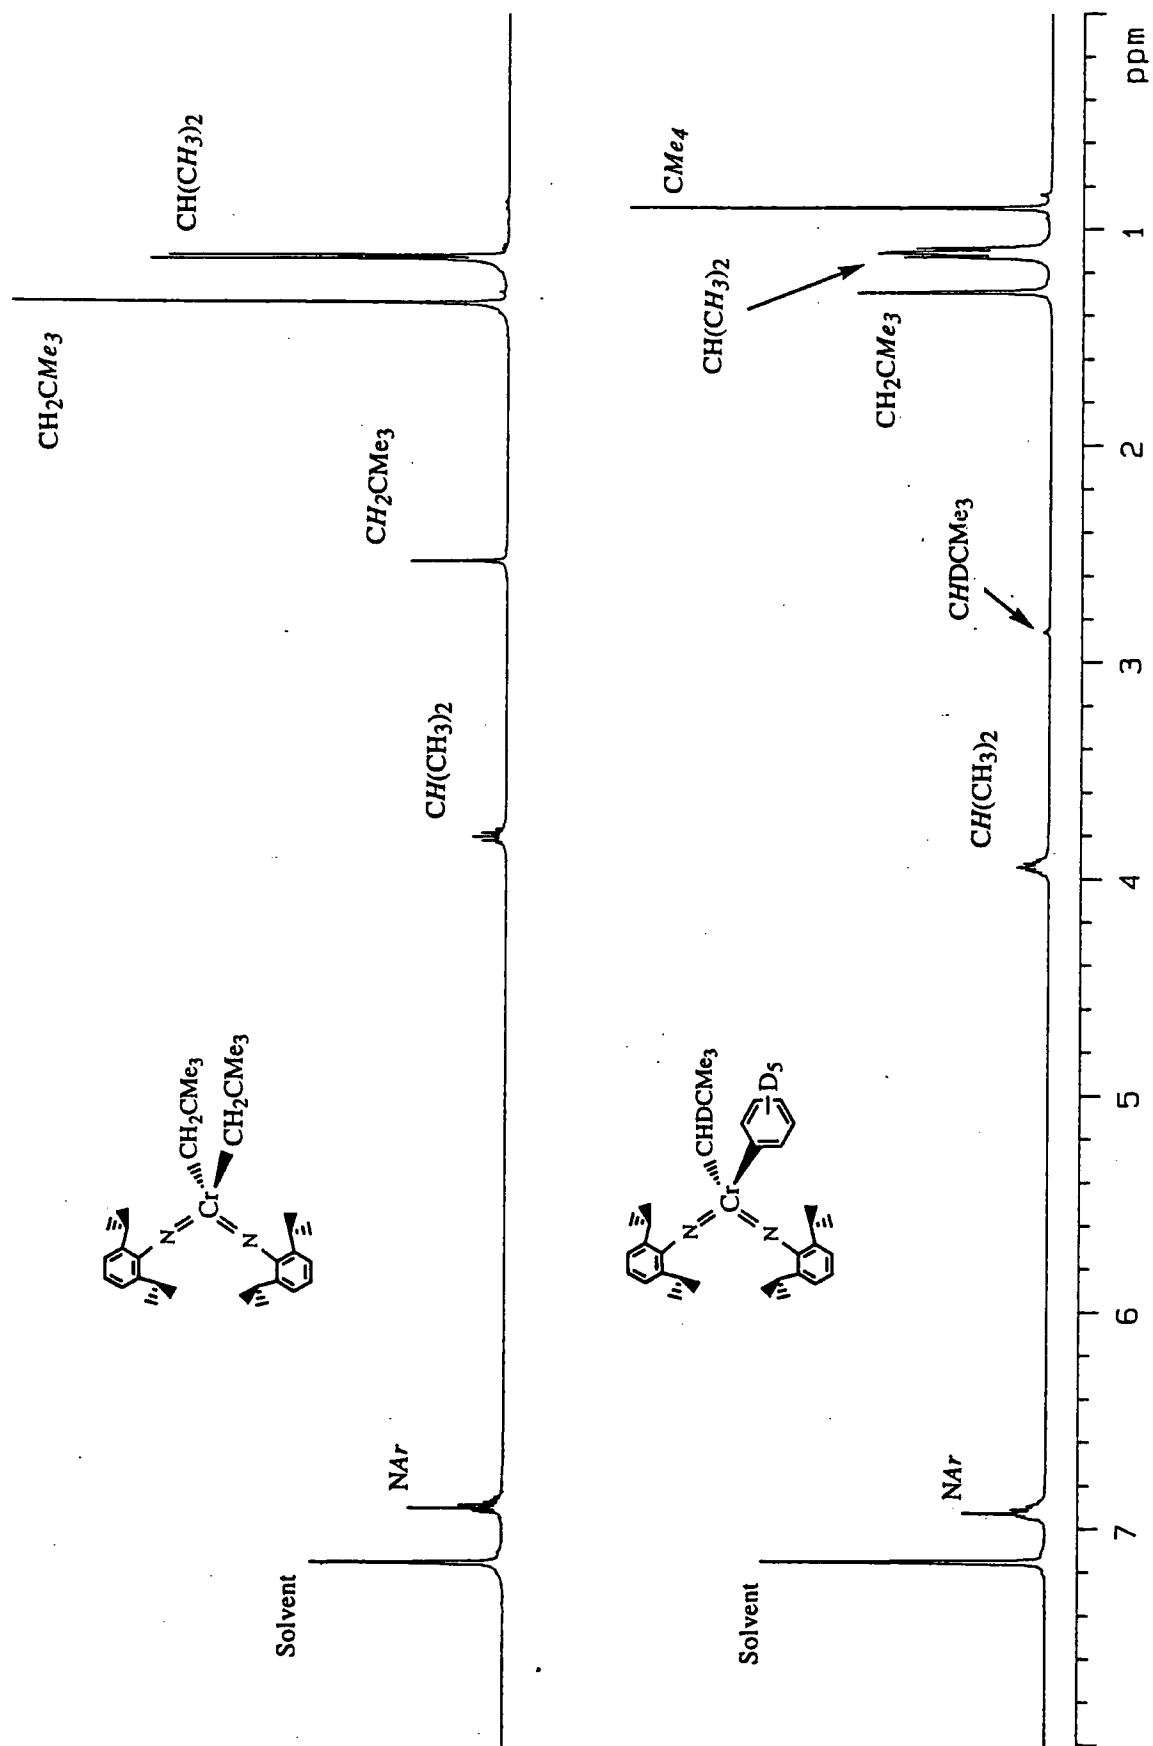 CH(CH3)2
CH2CMe3
CH2CMe3
CH(CH3)2
NAr
Solvent
CH2CMe3
CH2CMe3
Cr
N
N
CMe4
CH(CH3)2
CH2CMe3
CHDCMe3
CH(CH3)2
NAr
Solvent
CHDCMe3
D5
Cr
N
N
7 6 5 4 3 2 1 ppm